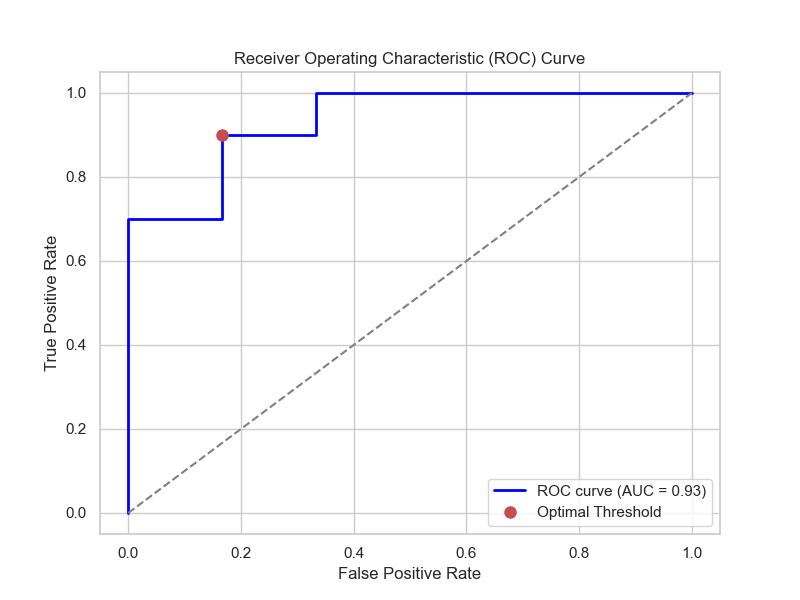 Receiver Operating Characteristic (ROC) Curve
1.0
0.8
0.6
0.4
0.2
0.0
True Positive Rate
0.0 0.2 0.4 0.6 0.8 1.0
False Positive Rate
ROC curve (AUC = 0.93)
Optimal Threshold